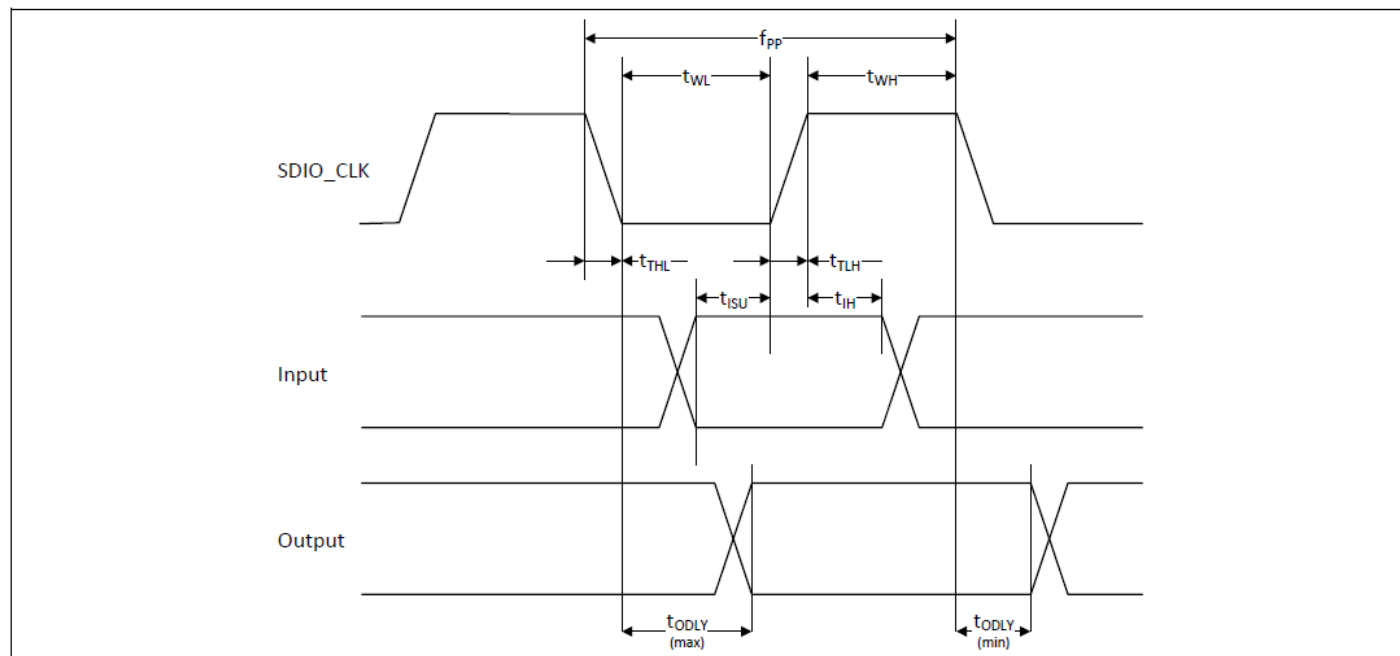 fPP
tWL
tWH
SDIO_CLK
tTHL
tTLH
tISU
tIH
Input
Output
tODLY
(max)
tODLY
(min)